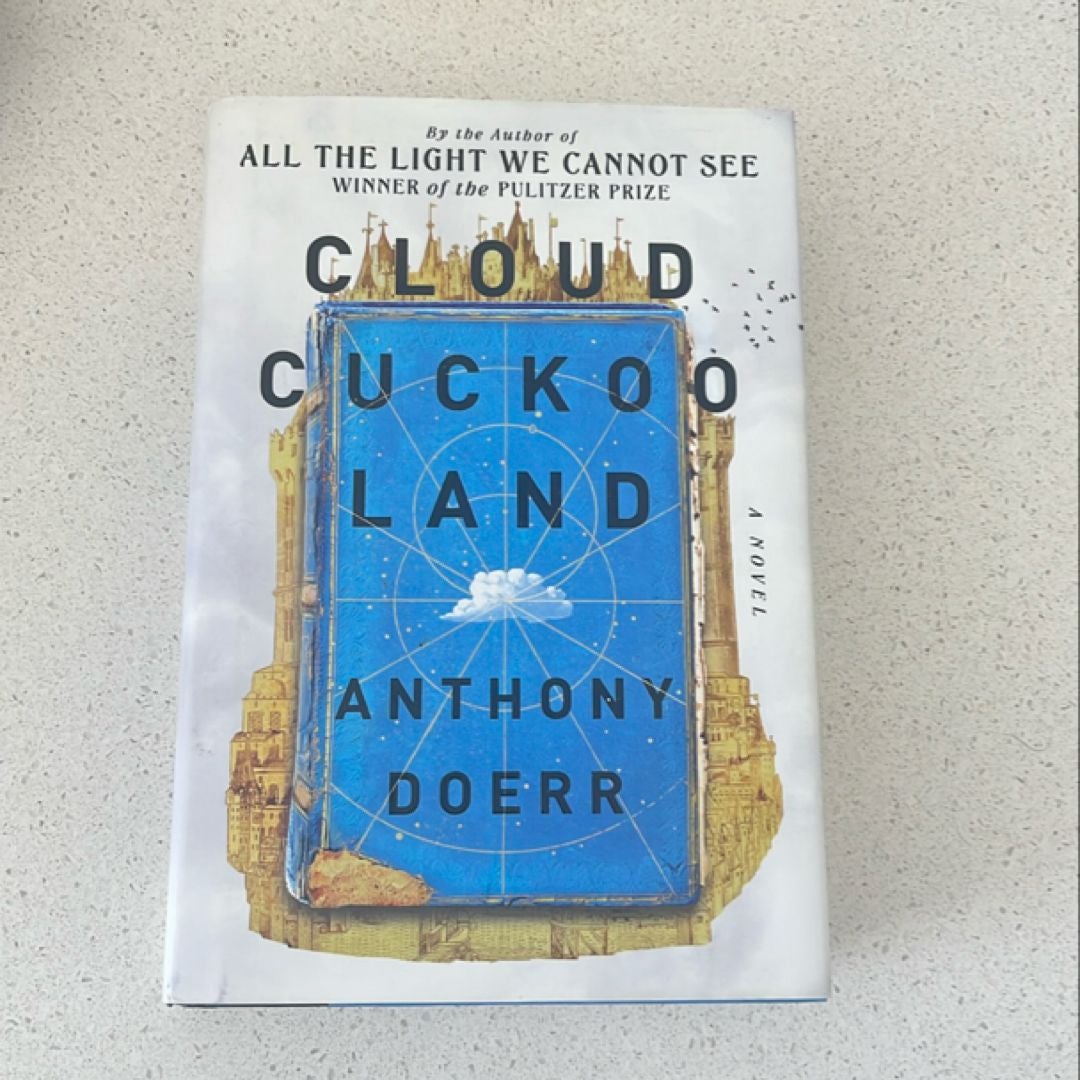 By the Author of
ALL THE LIGHT WE CANNOT SEE
WINNER of the PULITZER PRIZE
CLOUD
CUCKOO
LAND
A NOVEL
ANTHONY
DOERR